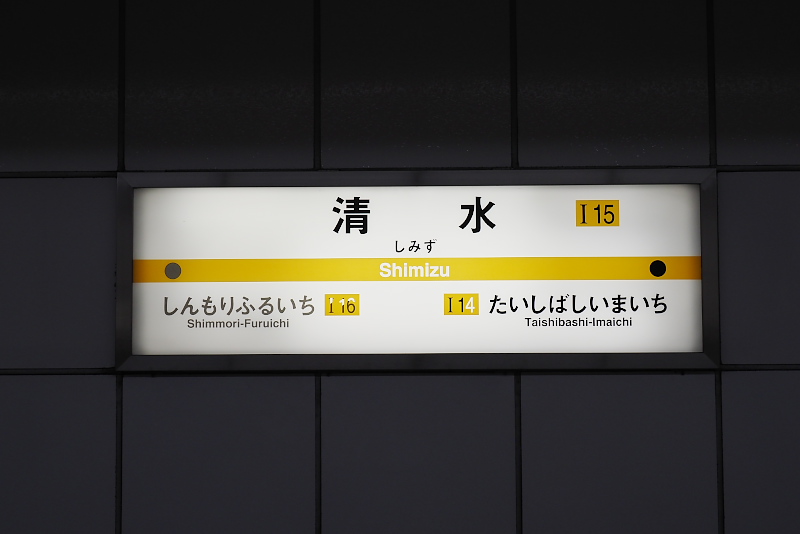 清水 I15
しみず
Shimizu
しんもりふるいち I16 I14 たいしばしいまいち
Shimmori-Furuichi Taishibashi-Imaichi